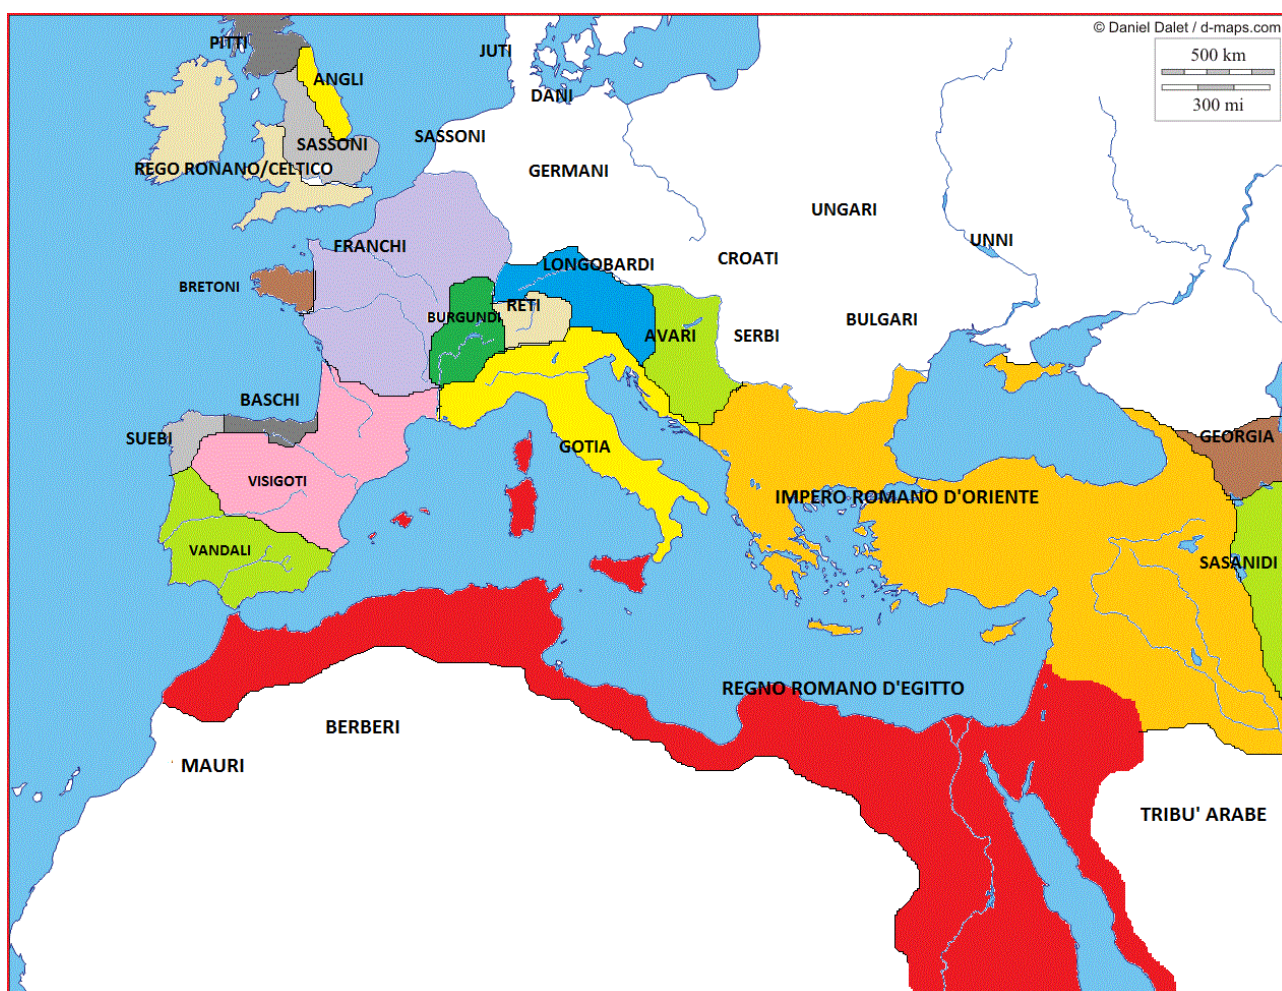 © Daniel Dalet / d-maps.com
500 km
300 mi
PITTI
JUTI
ANGLI
DANI
SASSONI
SASSONI
REGO RONANO/CELTICO
GERMANI
UNGARI
UNNI
FRANCHI
CROATI
LONGOBARDI
BRETONI
RETI
BURGUNDI
BULGARI
AVARI
SERBI
BASCHI
SUEBI
GOTIA
GEORGIA
VISIGOTI
IMPERO ROMANO D'ORIENTE
VANDALI
SASANIDI
REGNO ROMANO D'EGITTO
BERBERI
MAURI
TRIBU' ARABE